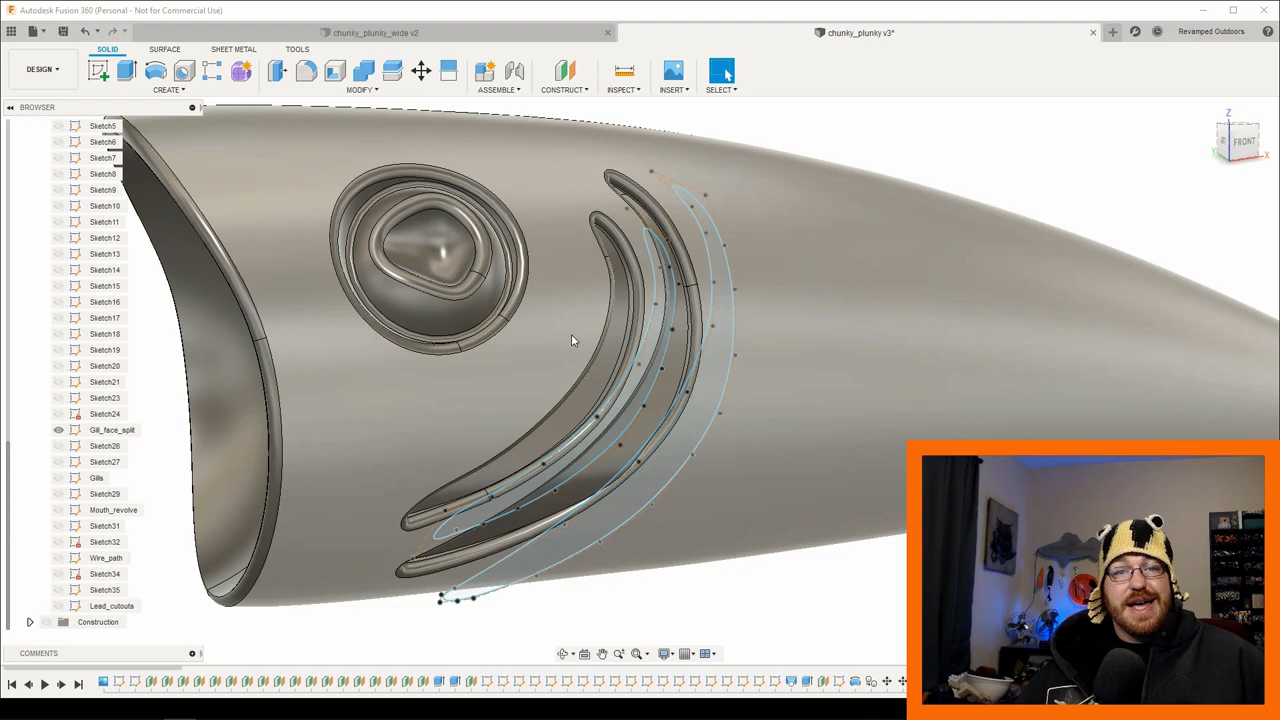 Autodesk Fusion 360 (Personal - Not for Commercial Use)
chunky_plunky_wide v2
chunky_plunky v3*
Revamped Outdoors
SOLID SURFACE SHEET METAL TOOLS
DESIGN
CREATE MODIFY ASSEMBLE CONSTRUCT INSPECT INSERT SELECT
BROWSER
Sketch5
Sketch6
Sketch7
Sketch8
Sketch9
Sketch10
Sketch11
Sketch12
Sketch13
Sketch14
Sketch15
Sketch16
Sketch17
Sketch18
Sketch19
Sketch20
Sketch21
Sketch23
Sketch24
Gill_face_split
Sketch26
Sketch27
Gills
Sketch29
Mouth_revolve
Sketch31
Sketch32
Wire_path
Sketch34
Sketch35
Lead_cutouts
Construction
COMMENTS
Z
FRONT
X